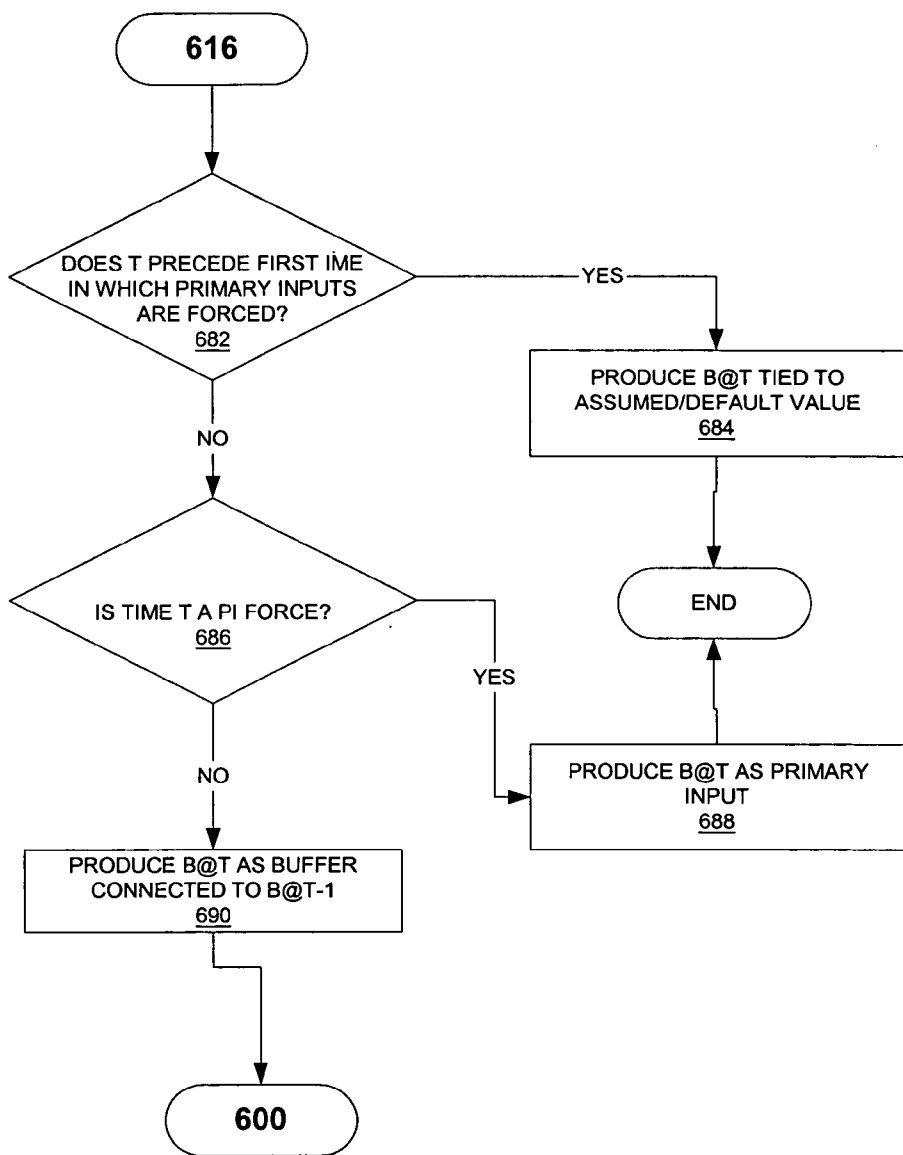 616
DOES T PRECEDE FIRST IME
IN WHICH PRIMARY INPUTS
ARE FORCED?
682
YES
PRODUCE B@T TIED TO
ASSUMED/DEFAULT VALUE
684
NO
END
IS TIME T A PI FORCE?
686
YES
PRODUCE B@T AS PRIMARY
INPUT
688
NO
PRODUCE B@T AS BUFFER
CONNECTED TO B@T-1
690
600